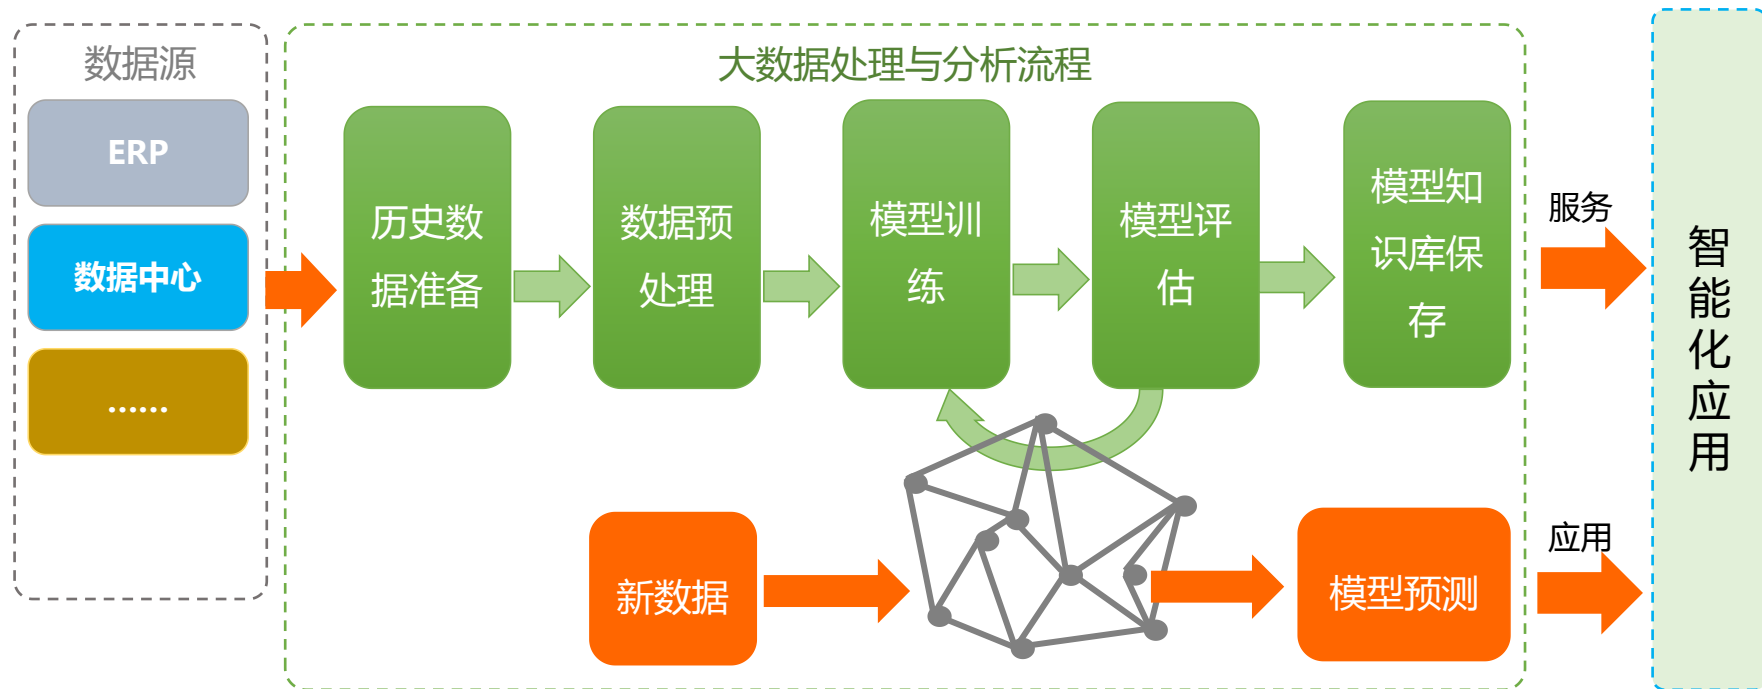 数据源
ERP
数据中心
……
大数据处理与分析流程
历史数
据准备
数据预
处理
模型训
练
模型评
估
模型知
识库保
存
新数据
模型预测
服务
应用
智
能
化
应
用